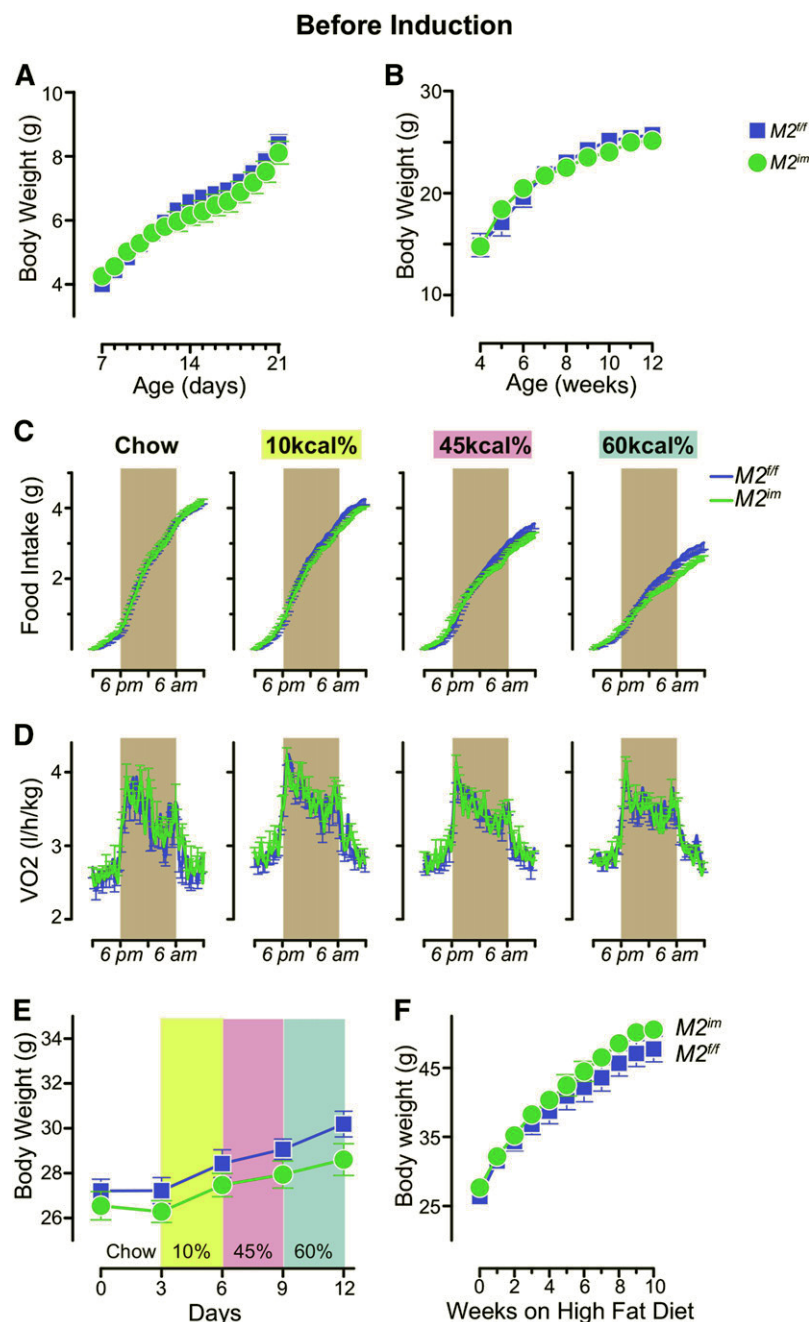 Before Induction
A
Body Weight (g)
10
8
6
4
7
14
21
Age (days)
B
Body Weight (g)
30
20
10
4
6
8
10
12
Age (weeks)
M2f/f
M2im
C
Chow
10kcal%
45kcal%
60kcal%
Food Intake (g)
4
2
6 pm
6 am
6 pm
6 am
6 pm
6 am
6 pm
6 am
M2f/f
M2im
D
VO2 (l/h/kg)
4
3
2
6 pm
6 am
6 pm
6 am
6 pm
6 am
6 pm
6 am
E
Body Weight (g)
34
32
30
28
26
Chow
10%
45%
60%
0
3
6
9
12
Days
F
Body weight (g)
45
35
25
M2im
M2f/f
0
2
4
6
8
10
Weeks on High Fat Diet